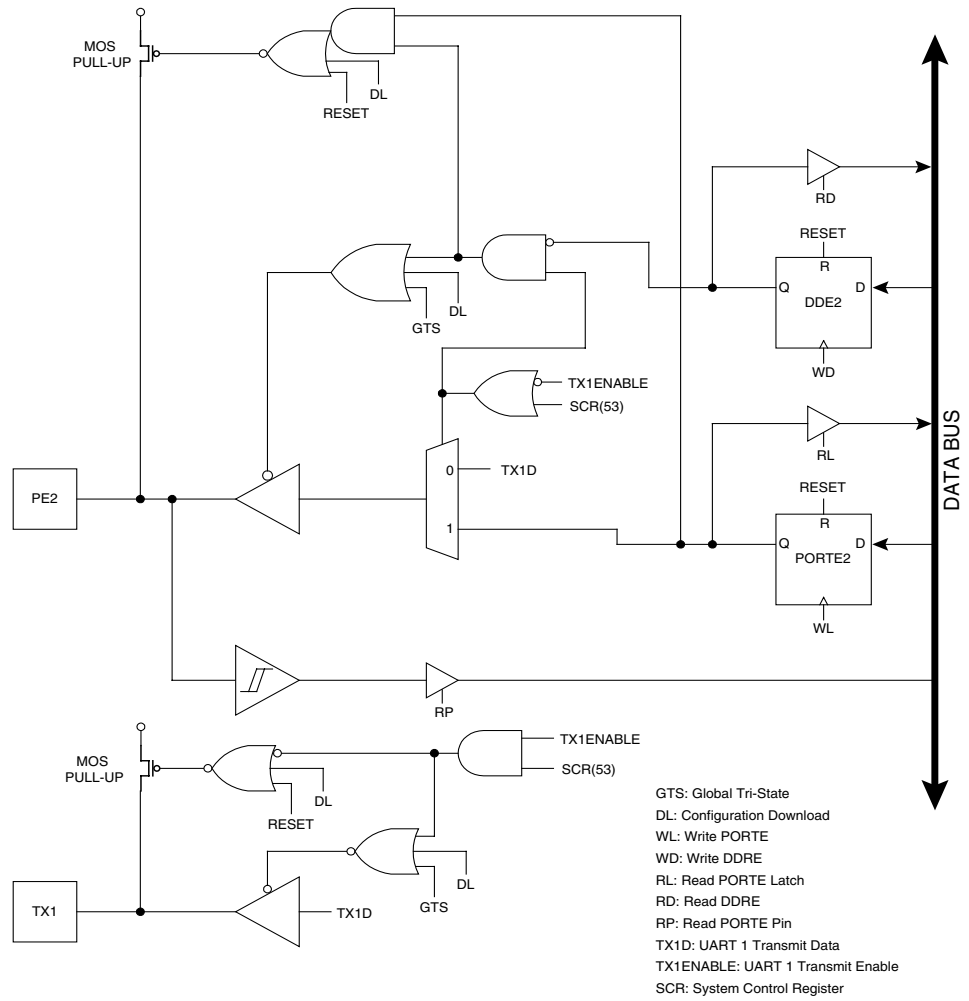 MOS
PULL-UP
DL
RESET
RD
RESET
R
Q
D
DDE2
WD
DL
GTS
TX1ENABLE
SCR(53)
RL
RESET
R
Q
D
PORTE2
WL
0
TX1D
1
PE2
DATA BUS
RP
MOS
PULL-UP
TX1ENABLE
SCR(53)
DL
RESET
DL
GTS
TX1
TX1D
GTS: Global Tri-State
DL: Configuration Download
WL: Write PORTE
WD: Write DDRE
RL: Read PORTE Latch
RD: Read DDRE
RP: Read PORTE Pin
TX1D: UART 1 Transmit Data
TX1ENABLE: UART 1 Transmit Enable
SCR: System Control Register